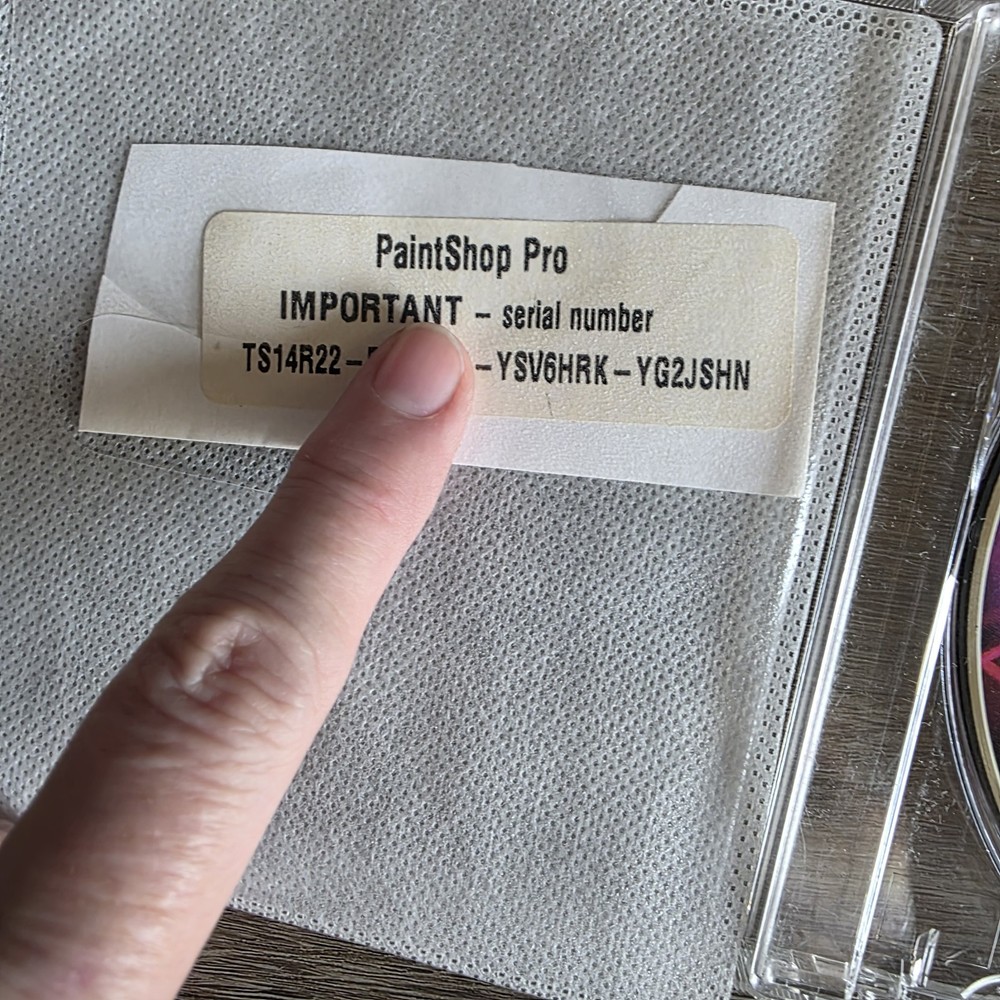 PaintShop Pro
IMPORTANT – serial number
TS14R22– –YSV6HRK–YG2JSHN